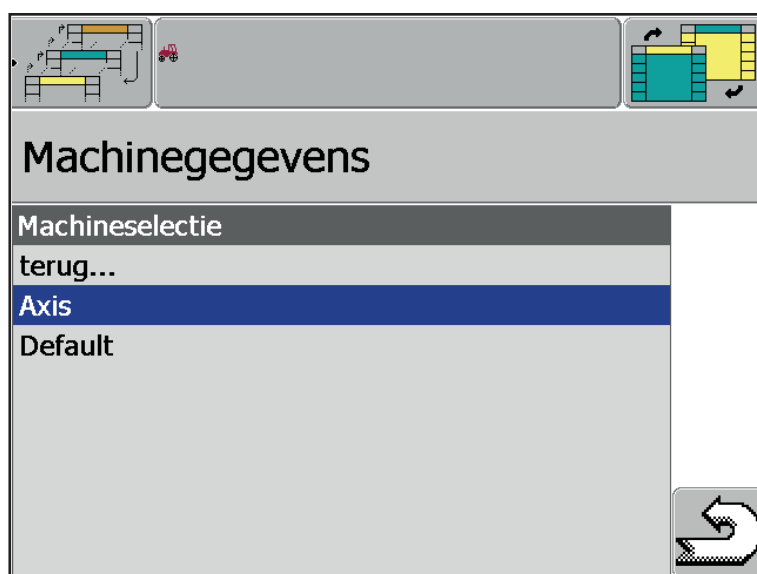 Machinegegevens
Machineselectie
terug...
Axis
Default